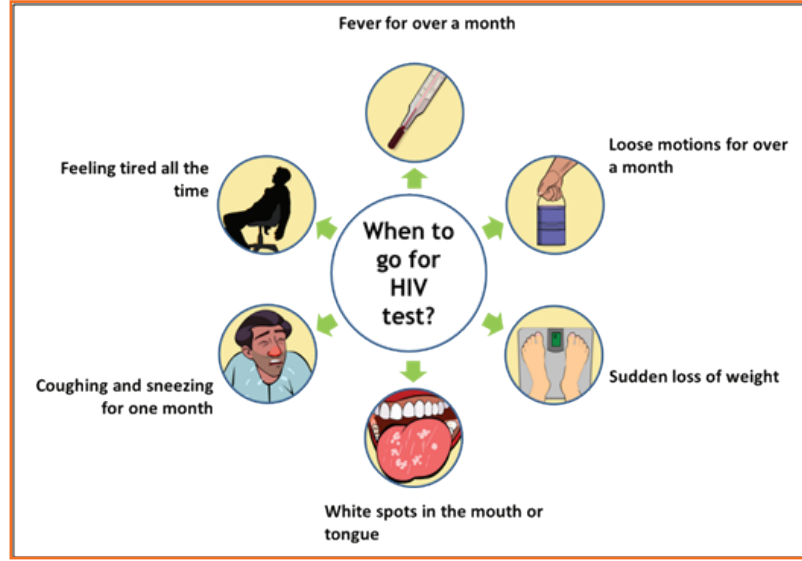 Fever for over a month
Loose motions for over
a month
Feeling tired all the
time
When to
go for
HIV
test?
Sudden loss of weight
Coughing and sneezing
for one month
White spots in the mouth or
tongue